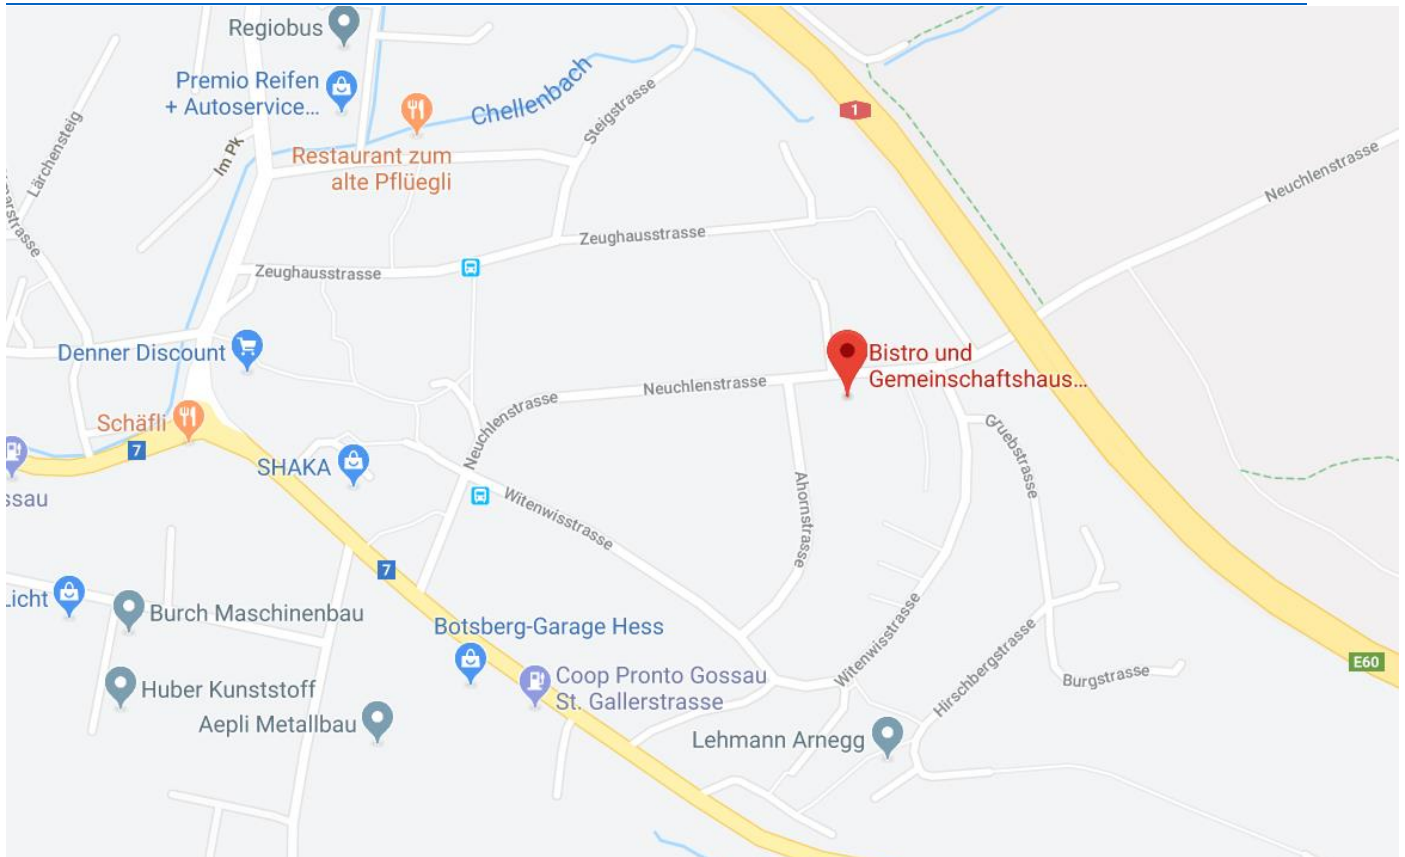 Regiobus
Premio Reifen
+ Autoservice...
Chellenbach
Steigstrasse
1
Lärchensteig
Im Pk
Restaurant zum
alte Pflüegli
Neuchlenstrasse
Zeughausstrasse
Zeughausstrasse
Denner Discount
Bistro und
Gemeinschaftshaus...
Neuchlenstrasse
Neuchlenstrasse
Schäfli
7
SHAKA
Gruebstrasse
Ahornstrasse
ssau
Witenwisstrasse
7
Licht
Burch Maschinenbau
Botsberg-Garage Hess
Witenwisstrasse
Hirschbergstrasse
E60
Huber Kunststoff
Coop Pronto Gossau
St. Gallerstrasse
Burgstrasse
Aepli Metallbau
Lehmann Arnegg